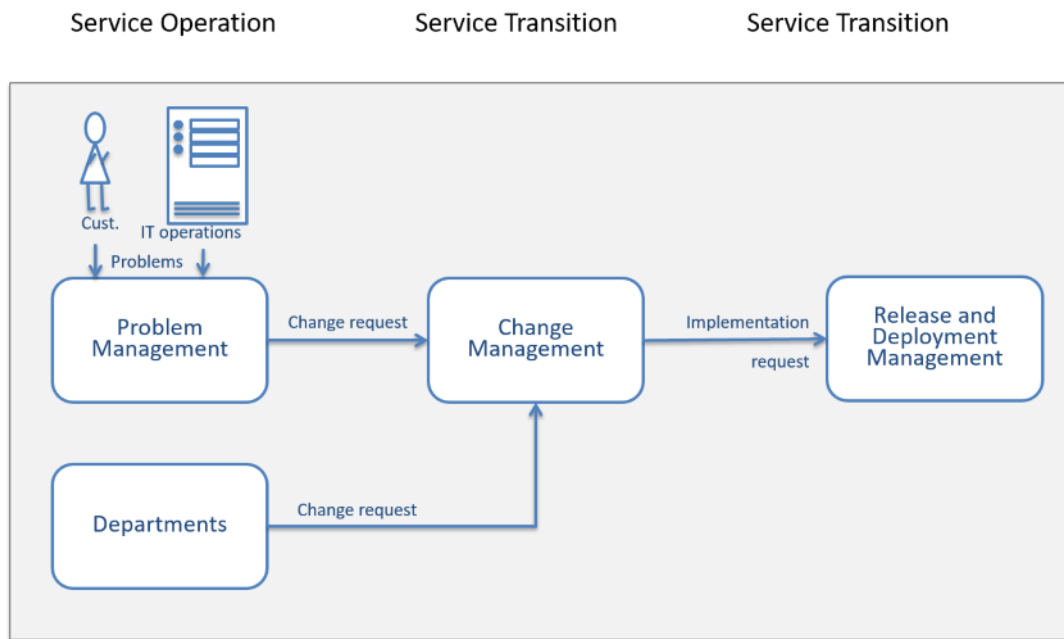 Service Operation
Service Transition
Service Transition
Cust.
IT operations
Problems
Problem
Management
Change request
Change
Management
Implementation
request
Release and
Deployment
Management
Departments
Change request